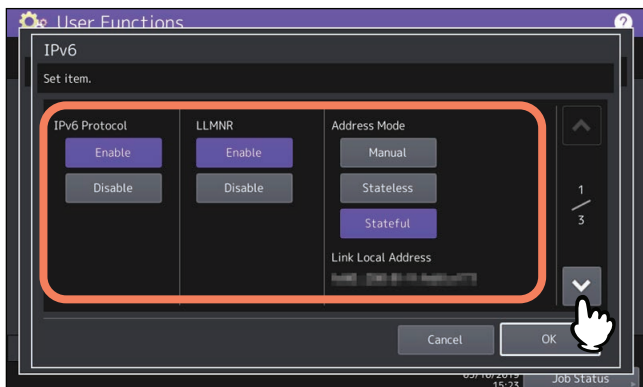 User Functions
?
IPv6
Set item.
IPv6 Protocol
Enable
Disable
LLMNR
Enable
Disable
Address Mode
Manual
Stateless
Stateful
Link Local Address
1
3
Cancel
OK
15:23
Job Status